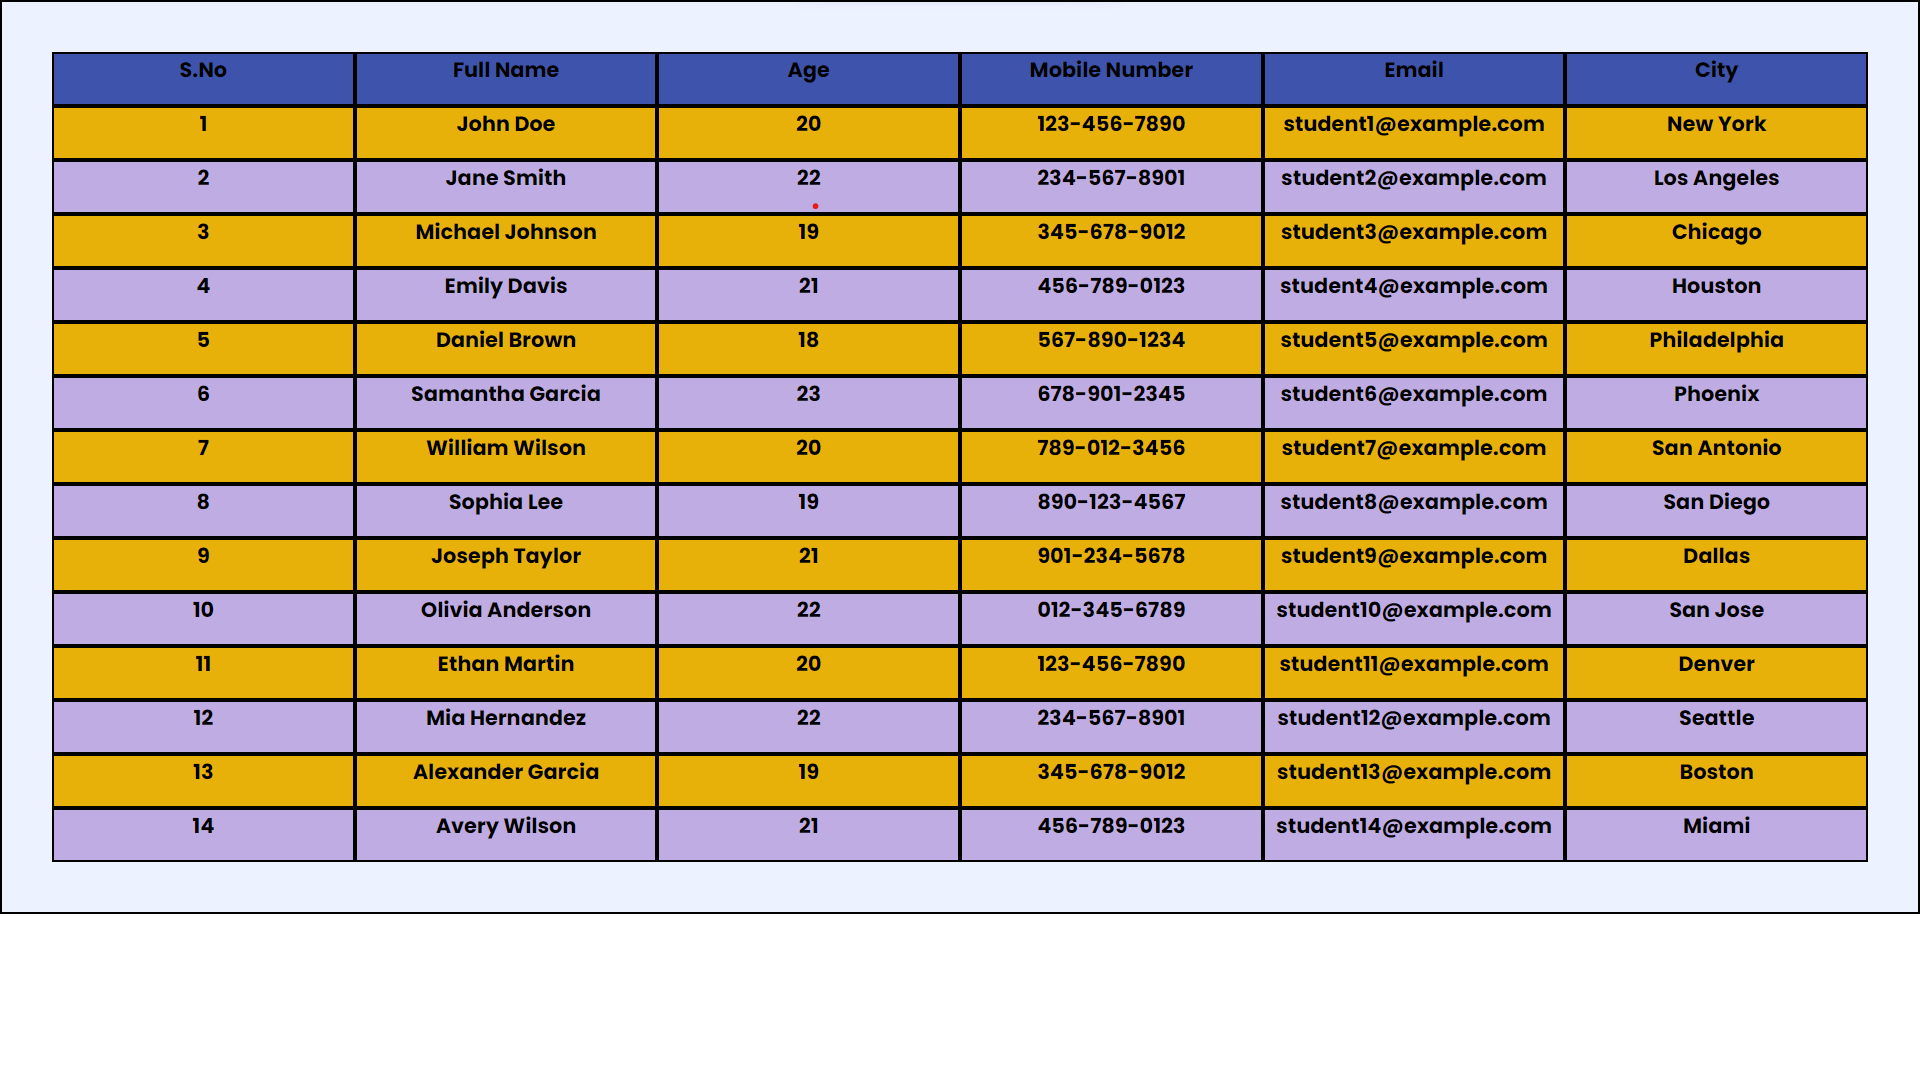 S.No Full Name Age Mobile Number Email City
1 John Doe 20 123-456-7890 student1@example.com New York
2 Jane Smith 22 234-567-8901 student2@example.com Los Angeles
3 Michael Johnson 19 345-678-9012 student3@example.com Chicago
4 Emily Davis 21 456-789-0123 student4@example.com Houston
5 Daniel Brown 18 567-890-1234 student5@example.com Philadelphia
6 Samantha Garcia 23 678-901-2345 student6@example.com Phoenix
7 William Wilson 20 789-012-3456 student7@example.com San Antonio
8 Sophia Lee 19 890-123-4567 student8@example.com San Diego
9 Joseph Taylor 21 901-234-5678 student9@example.com Dallas
10 Olivia Anderson 22 012-345-6789 student10@example.com San Jose
11 Ethan Martin 20 123-456-7890 student11@example.com Denver
12 Mia Hernandez 22 234-567-8901 student12@example.com Seattle
13 Alexander Garcia 19 345-678-9012 student13@example.com Boston
14 Avery Wilson 21 456-789-0123 student14@example.com Miami